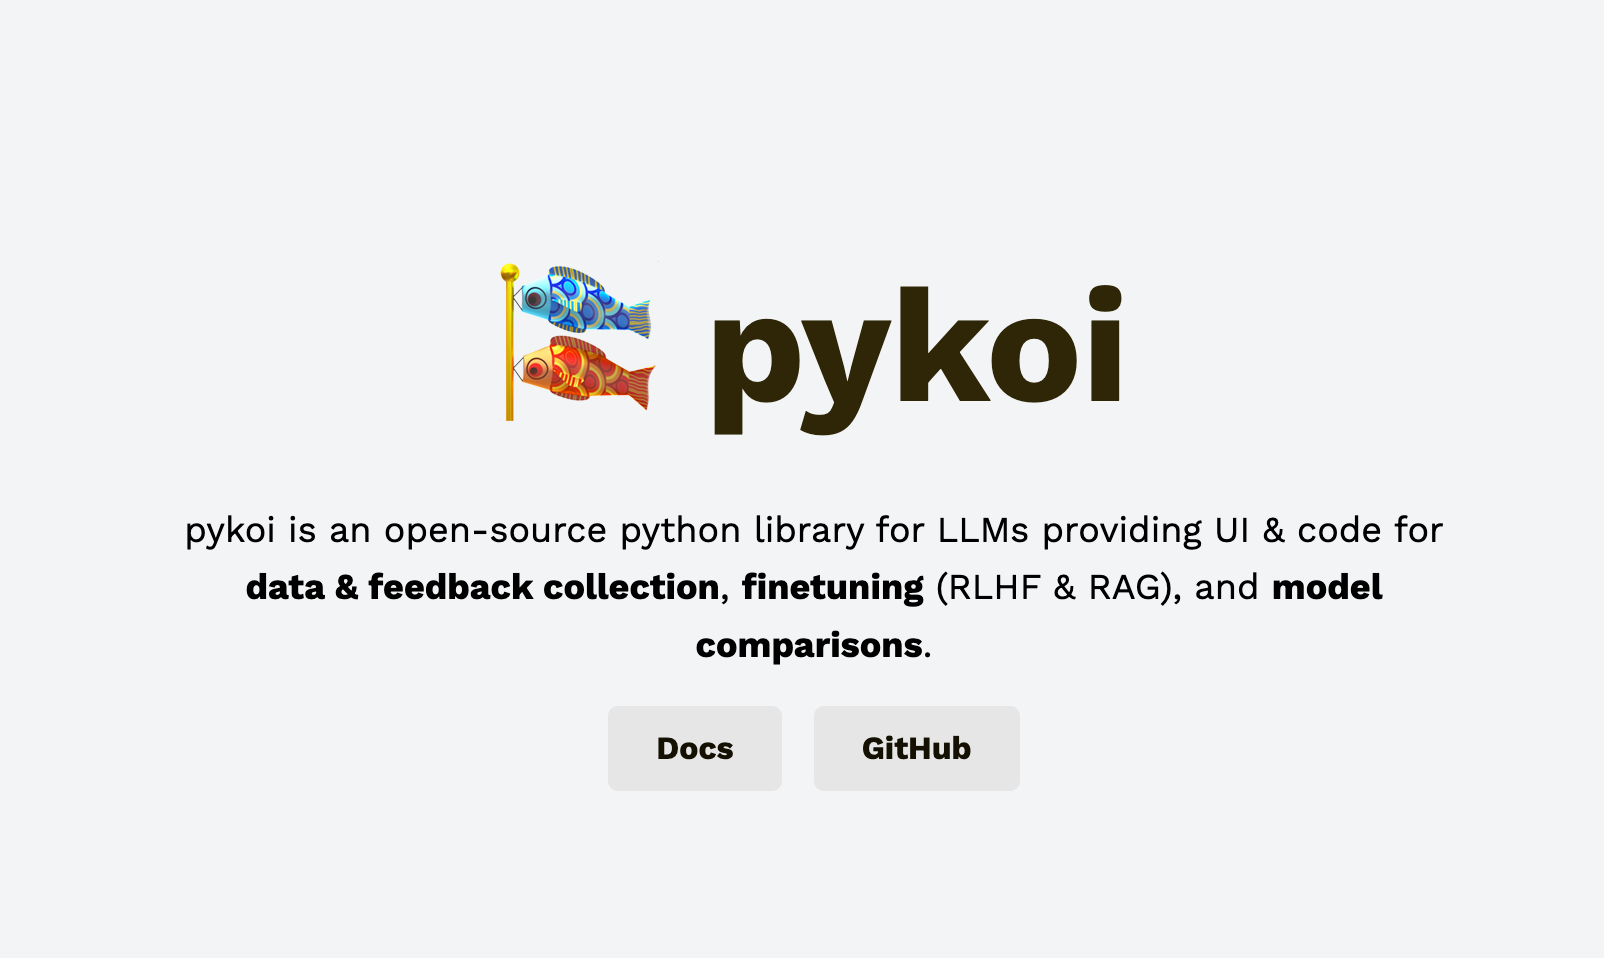 pykoi
pykoi is an open-source python library for LLMs providing UI & code for
data & feedback collection, finetuning (RLHF & RAG), and model
comparisons.
Docs
GitHub